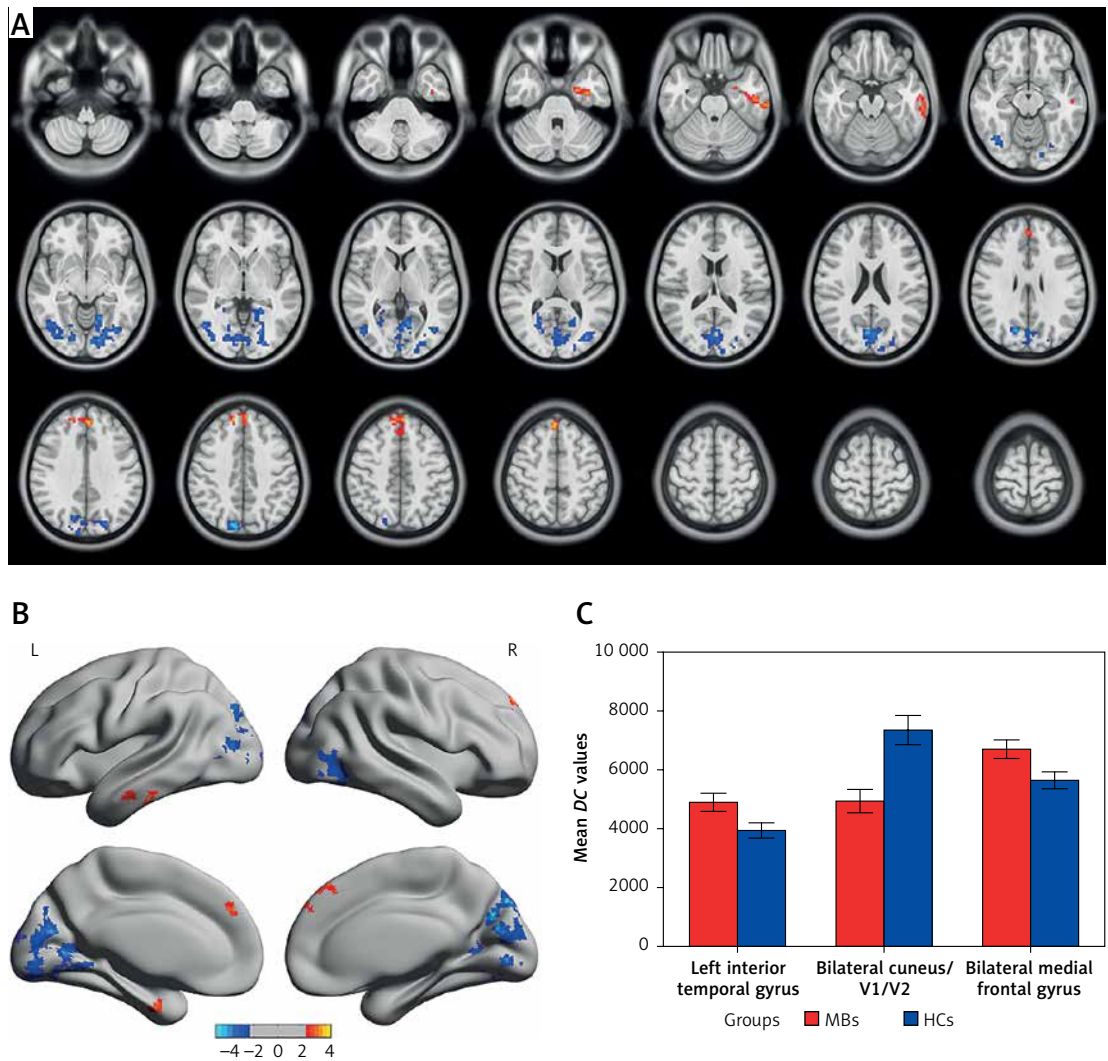 A
B
L
R
−4 −2 0 2 4
C
Mean DC values
10 000
8000
6000
4000
2000
0
Left interior temporal gyrus
Bilateral cuneus/ V1/V2
Bilateral medial frontal gyrus
Groups MBs HCs